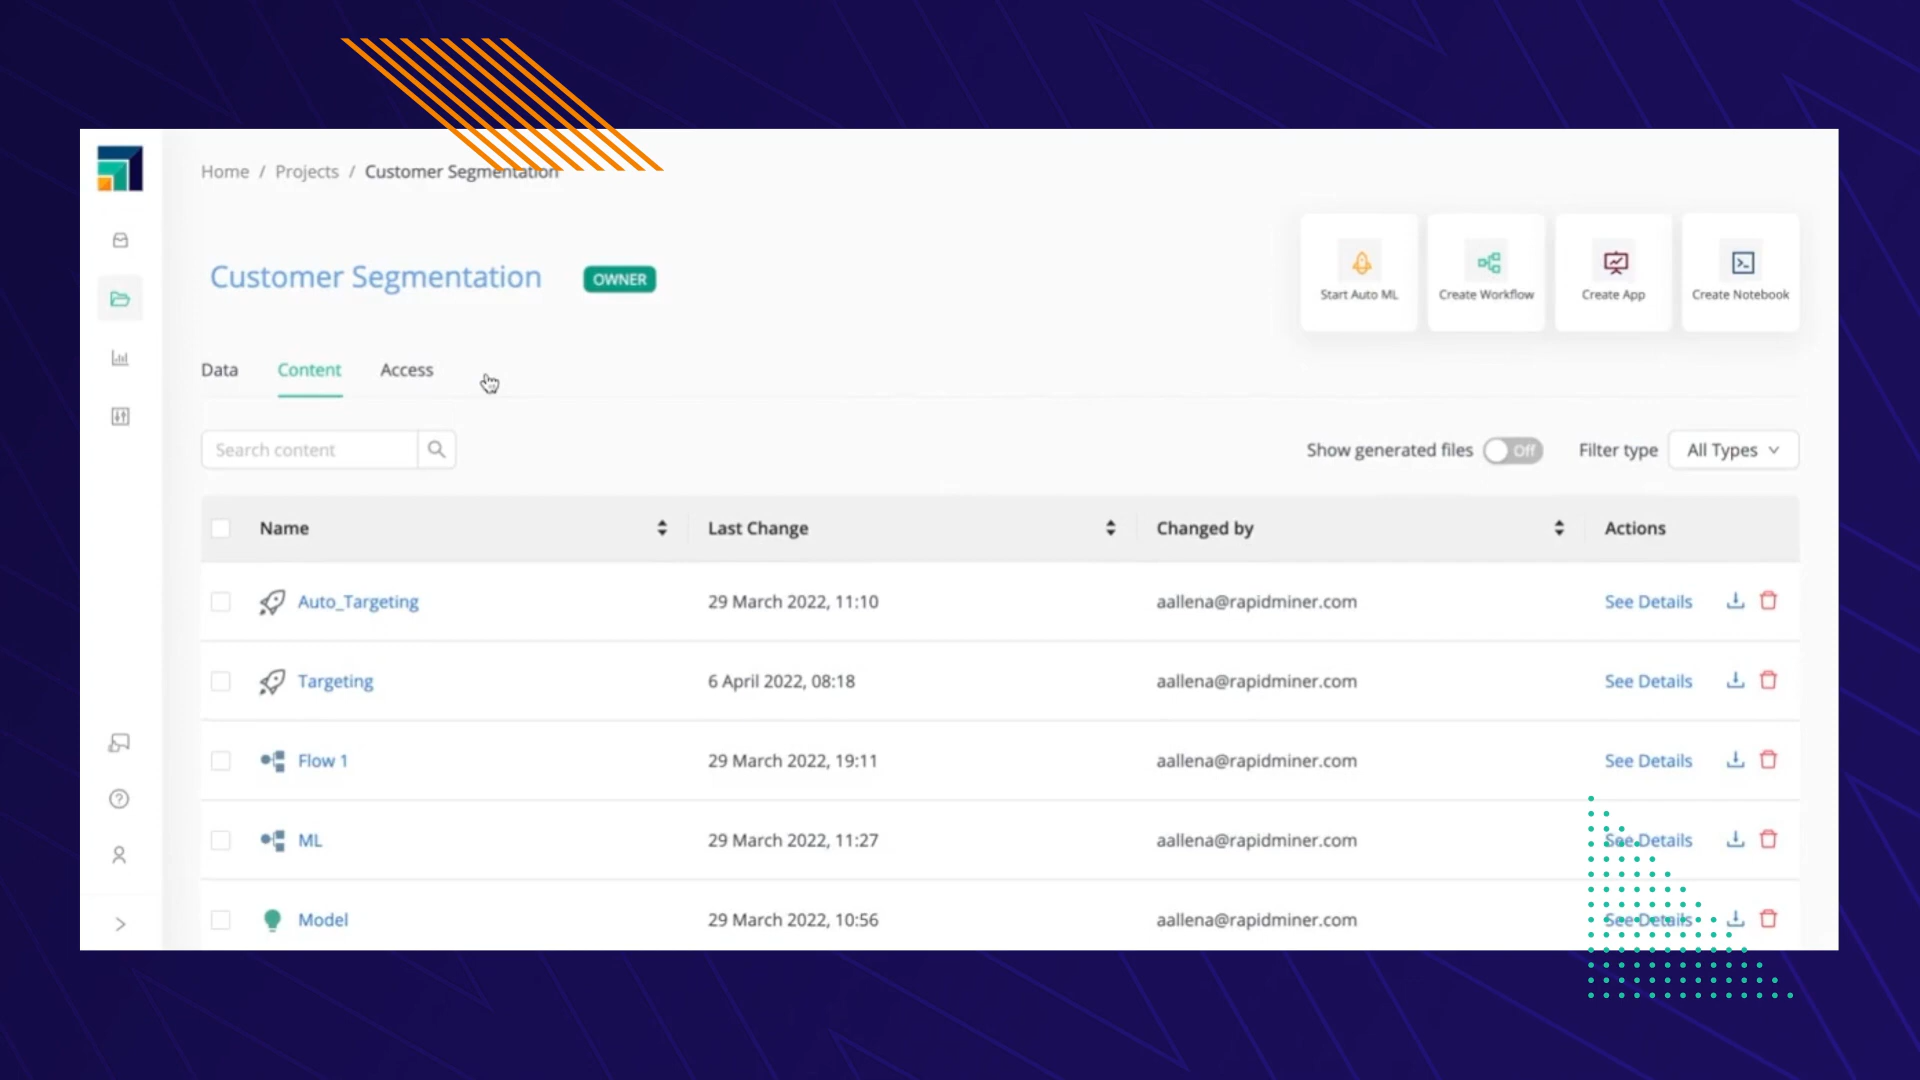 Home / Projects / Customer Segmentation
Customer Segmentation OWNER
Start Auto ML Create Workflow Create App Create Notebook
Data Content Access
Search content Show generated files Off Filter type All Types
Name Last Change Changed by Actions
Auto_Targeting 29 March 2022, 11:10 aallena@rapidminer.com See Details
Targeting 6 April 2022, 08:18 aallena@rapidminer.com See Details
Flow 1 29 March 2022, 19:11 aallena@rapidminer.com See Details
ML 29 March 2022, 11:27 aallena@rapidminer.com See Details
Model 29 March 2022, 10:56 aallena@rapidminer.com See Details